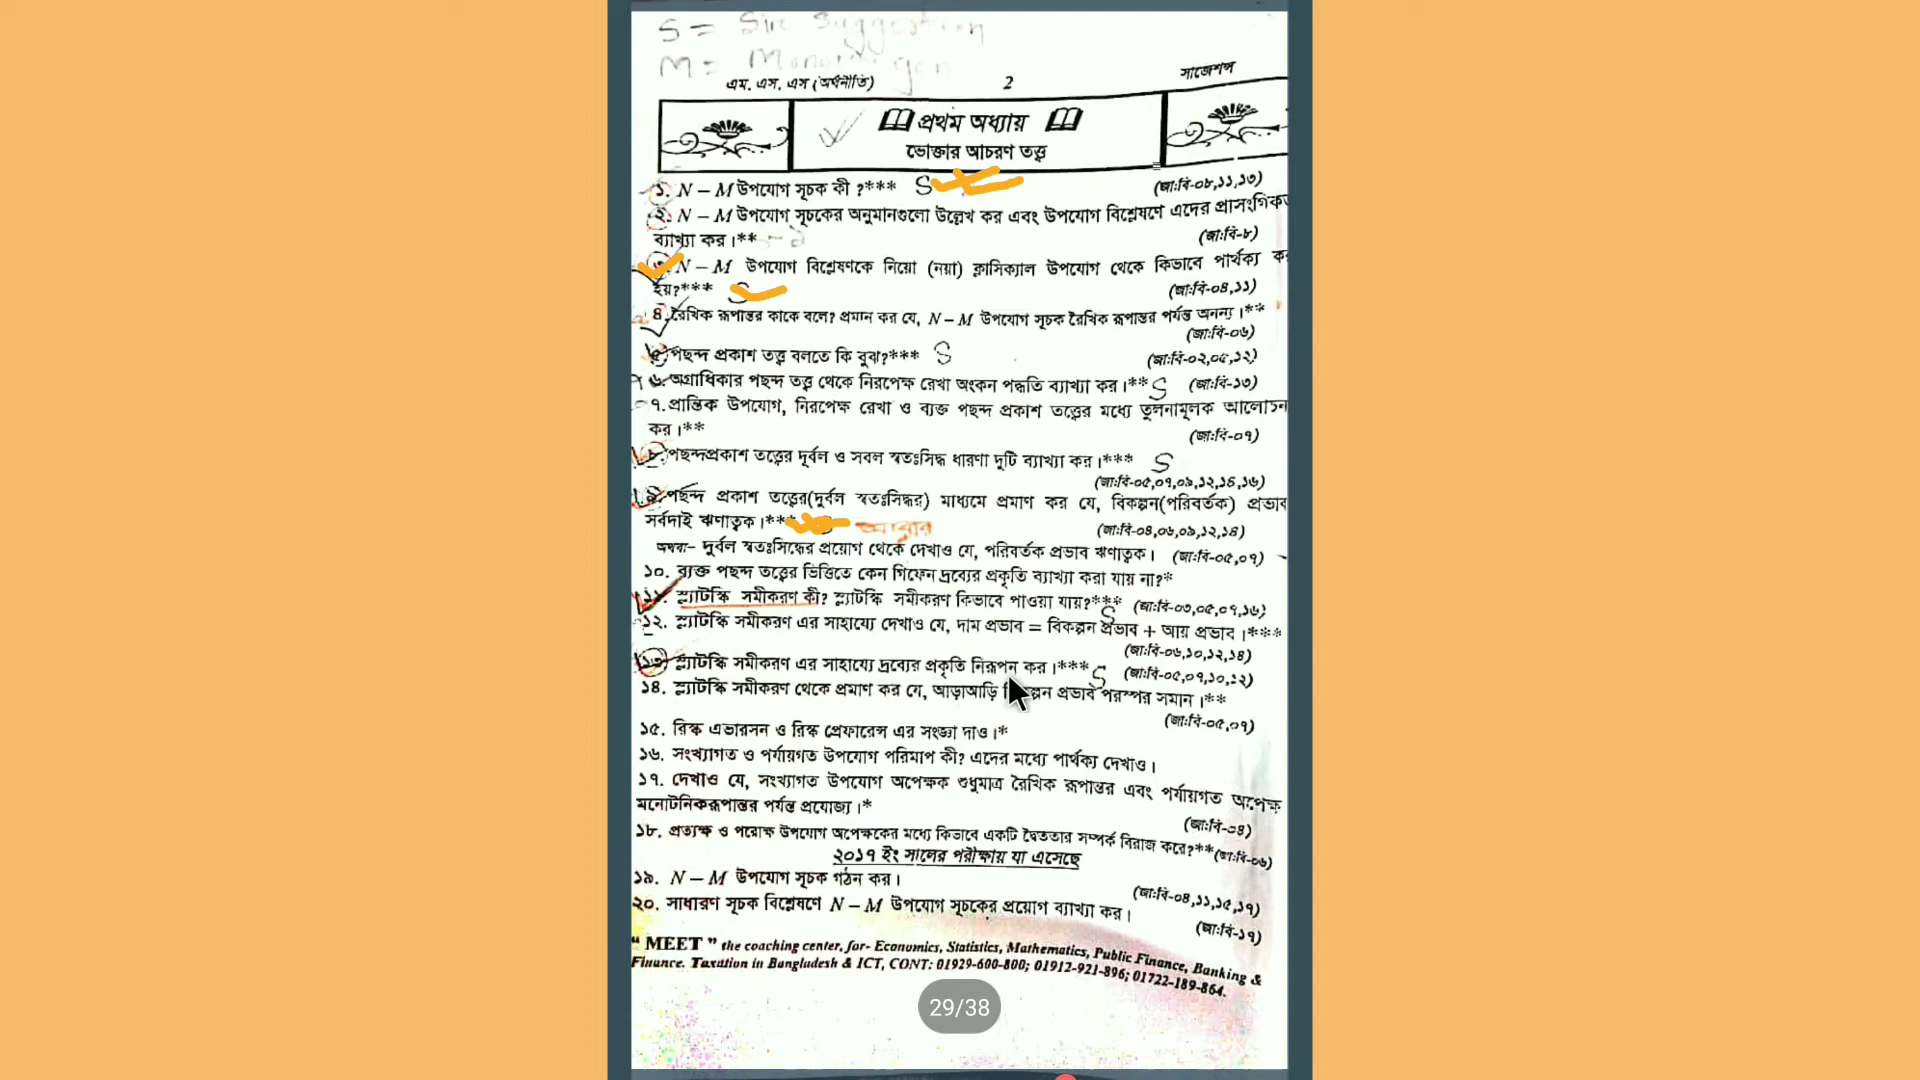 S = Sir Suggestion
M =
এম. এস. এস (অর্থনীতি) 2 সাজেশন্স
প্রথম অধ্যায়
ভোক্তার আচরণ তত্ত্ব
১. N – M উপযোগ সূচক কী ?*** S (জা:বি-০৮,১১,১৩)
২. N – M উপযোগ সূচকের অনুমানগুলো উল্লেখ কর এবং উপযোগ বিশ্লেষণে এদের
ব্যাখ্যা কর।** (জা:বি-৮)
৩. N – M উপযোগ বিশ্লেষণকে নিয়ো (নয়া) ক্লাসিক্যাল উপযোগ থেকে কিভাবে পার্থক্য
হয়?*** S (জা:বি-০৪,১১)
৪. রৈখিক রূপান্তর কাকে বলে? প্রমান কর যে, N – M উপযোগ সূচক রৈখিক রূপান্তর পর্যন্ত অনন্য।**
(জা:বি-০৬)
৫. পছন্দ প্রকাশ তত্ত্ব বলতে কি বুঝ?*** S (জা:বি-০২,০৫,১২)
৬. অগ্রাধিকার পছন্দ তত্ত্ব থেকে নিরপেক্ষ রেখা অংকন পদ্ধতি ব্যাখ্যা কর।** S (জা:বি-১৩)
৭. প্রান্তিক উপযোগ, নিরপেক্ষ রেখা ও ব্যক্ত পছন্দ প্রকাশ তত্ত্বের মধ্যে তুলনামূলক
কর।** (জা:বি-০৭)
৮. পছন্দপ্রকাশ তত্ত্বের দূর্বল ও সবল স্বতঃসিদ্ধ ধারণা দুটি ব্যাখ্যা কর।*** S
(জা:বি-০৫,০৭,০৯,১২,১৪,১৬)
৯. পছন্দ প্রকাশ তত্ত্বের(দুর্বল স্বতঃসিদ্ধর) মাধ্যমে প্রমাণ কর যে, বিকল্পন(পরিবর্তক) প্রভাব
সর্বদাই ঋণাত্বক।*** (জা:বি-০৪,০৬,০৯,১২,১৪)
অথবা- দুর্বল স্বতঃসিদ্ধের প্রয়োগ থেকে দেখাও যে, পরিবর্তক প্রভাব ঋণাত্বক। (জা:বি-০৫,০৭)
১০. ব্যক্ত পছন্দ তত্ত্বের ভিত্তিতে কেন গিফেন দ্রব্যের প্রকৃতি ব্যাখ্যা করা যায় না?*
১১. স্লাটস্কি সমীকরণ কী? স্লাটস্কি সমীকরণ কিভাবে পাওয়া যায়?*** S (জা:বি-০৩,০৫,০৭,১৬)
১২. স্লাটস্কি সমীকরণ এর সাহায্যে দেখাও যে, দাম প্রভাব = বিকল্পন প্রভাব + আয় প্রভাব।***
(জা:বি-০৬,১০,১২,১৪)
১৩. স্লাটস্কি সমীকরণ এর সাহায্যে দ্রব্যের প্রকৃতি নিরূপন কর।*** S (জা:বি-০৫,০৭,১০,১২)
১৪. স্লাটস্কি সমীকরণ থেকে প্রমাণ কর যে, আড়াআড়ি প্রভাব পরস্পর সমান।**
(জা:বি-০৫,০৭)
১৫. রিস্ক এভারসন ও রিস্ক প্রেফারেন্স এর সংজ্ঞা দাও।*
১৬. সংখ্যাগত ও পর্যায়গত উপযোগ পরিমাপ কী? এদের মধ্যে পার্থক্য দেখাও।
১৭. দেখাও যে, সংখ্যাগত উপযোগ অপেক্ষক শুধুমাত্র রৈখিক রূপান্তর এবং পর্যায়গত অপেক্ষ
মনোটনিকরূপান্তর পর্যন্ত প্রযোজ্য।* (জা:বি-০৪)
১৮. প্রত্যক্ষ ও পরোক্ষ উপযোগ অপেক্ষকের মধ্যে কিভাবে একটি দ্বৈততার সম্পর্ক বিরাজ করে?** (জা:বি-০৬)
২০১৭ ইং সালের পরীক্ষায় যা এসেছে
১৯. N – M উপযোগ সূচক গঠন কর। (জা:বি-০৪,১১,১৫,১৭)
২০. সাধারণ সূচক বিশ্লেষণে N – M উপযোগ সূচকের প্রয়োগ ব্যাখ্যা কর। (জা:বি-১৭)
“ MEET ” the coaching center, for- Economics, Statistics, Mathematics, Public Finance, Banking &
Finance. Taxation in Bangladesh & ICT, CONT: 01929-600-800; 01912-921-896; 01722-189-864.
29/38